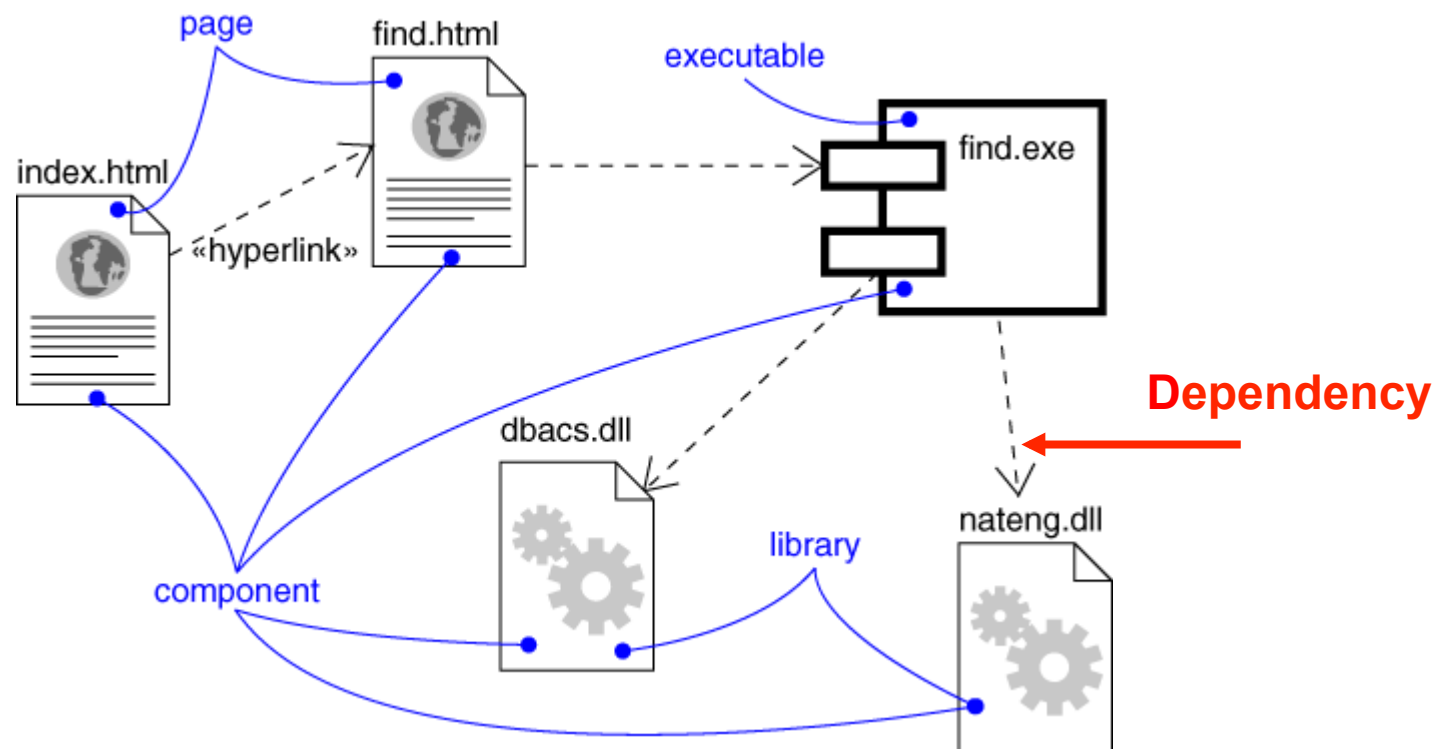 page
find.html
executable
find.exe
index.html
«hyperlink»
Dependency
dbacs.dll
nateng.dll
library
component